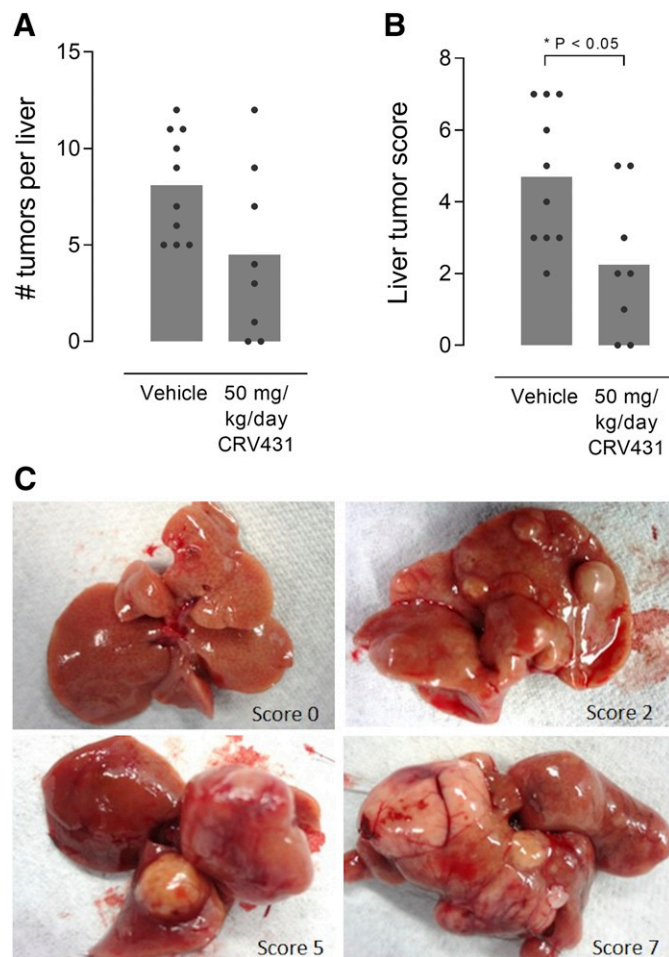 A
# tumors per liver
15
10
5
0
Vehicle
50 mg/
kg/day
CRV431
B
* P < 0.05
Liver tumor score
8
6
4
2
0
Vehicle
50 mg/
kg/day
CRV431
C
Score 0
Score 2
Score 5
Score 7